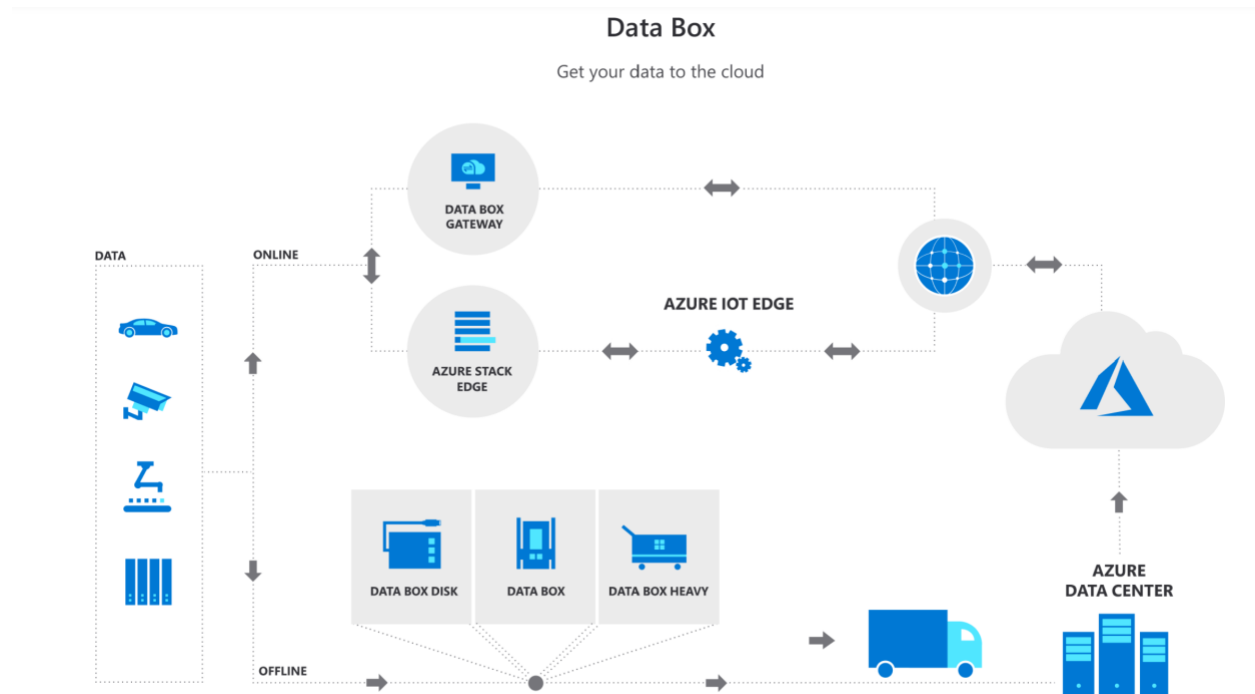 Data Box
Get your data to the cloud
DATA BOX
GATEWAY
DATA
ONLINE
AZURE IOT EDGE
AZURE STACK
EDGE
DATA BOX DISK
DATA BOX
DATA BOX HEAVY
AZURE
DATA CENTER
OFFLINE